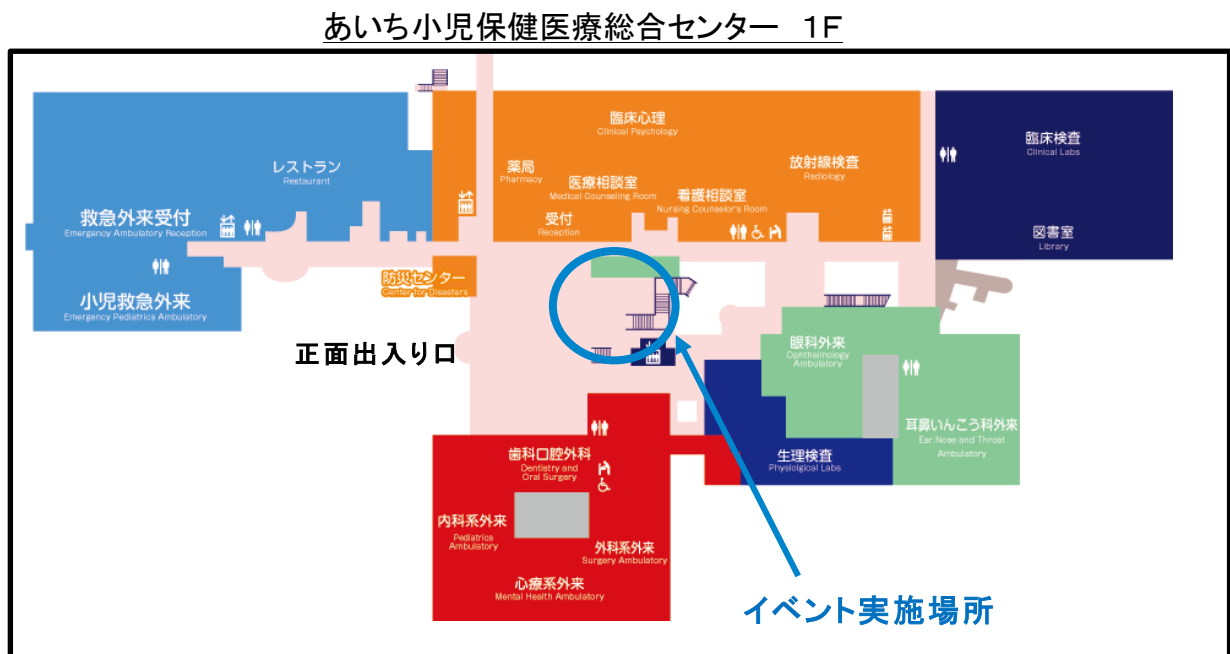 あいち小児保健医療総合センター 1F
臨床心理
Clinical Psychology
臨床検査
Clinical Labs
レストラン
Restaurant
薬局
Pharmacy
医療相談室
Medical Counseling Room
看護相談室
Nursing Counselor's Room
放射線検査
Radiology
救急外来受付
Emergency Ambulatory Reception
受付
Reception
図書室
Library
防災センター
Center for Disasters
小児救急外来
Emergency Pediatrics Ambulatory
正面出入り口
眼科外来
Ophthalmology
Ambulatory
耳鼻いんこう科外来
Ear,Nose and Throat
Ambulatory
歯科口腔外科
Dentistry and
Oral Surgery
生理検査
Physiolgical Labs
内科系外来
Pediatrics
Ambulatory
外科系外来
Surgery Ambulatory
心療系外来
Mental Health Ambulatory
イベント実施場所